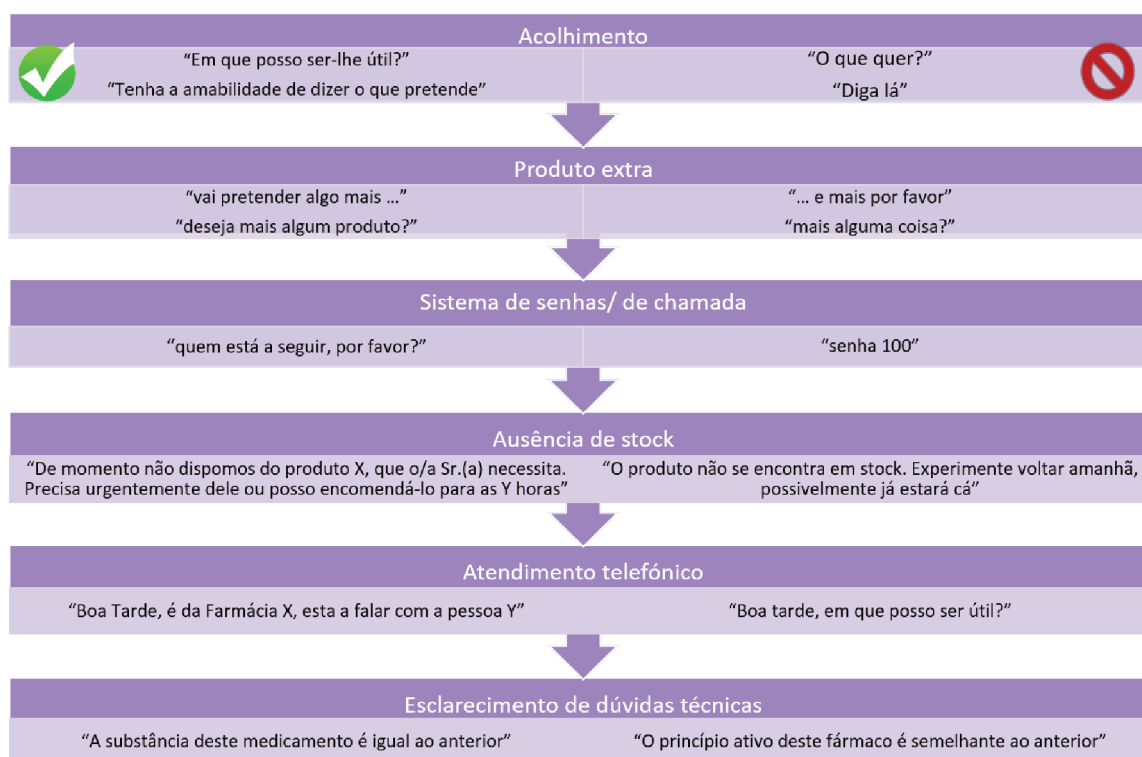 Acolhimento
“Em que posso ser-lhe útil?”
“Tenha a amabilidade de dizer o que pretende”
“O que quer?”
“Diga lá”
Produto extra
“vai pretender algo mais ...”
“deseja mais algum produto?”
“... e mais por favor”
“mais alguma coisa?”
Sistema de senhas/ de chamada
“quem está a seguir, por favor?”
“senha 100”
Ausência de stock
“De momento não dispomos do produto X, que o/a Sr.(a) necessita.
Precisa urgentemente dele ou posso encomendá-lo para as Y horas”
“O produto não se encontra em stock. Experimente voltar amanhã,
possivelmente já estará cá”
Atendimento telefónico
“Boa Tarde, é da Farmácia X, esta a falar com a pessoa Y”
“Boa tarde, em que posso ser útil?”
Esclarecimento de dúvidas técnicas
“A substância deste medicamento é igual ao anterior”
“O princípio ativo deste fármaco é semelhante ao anterior”